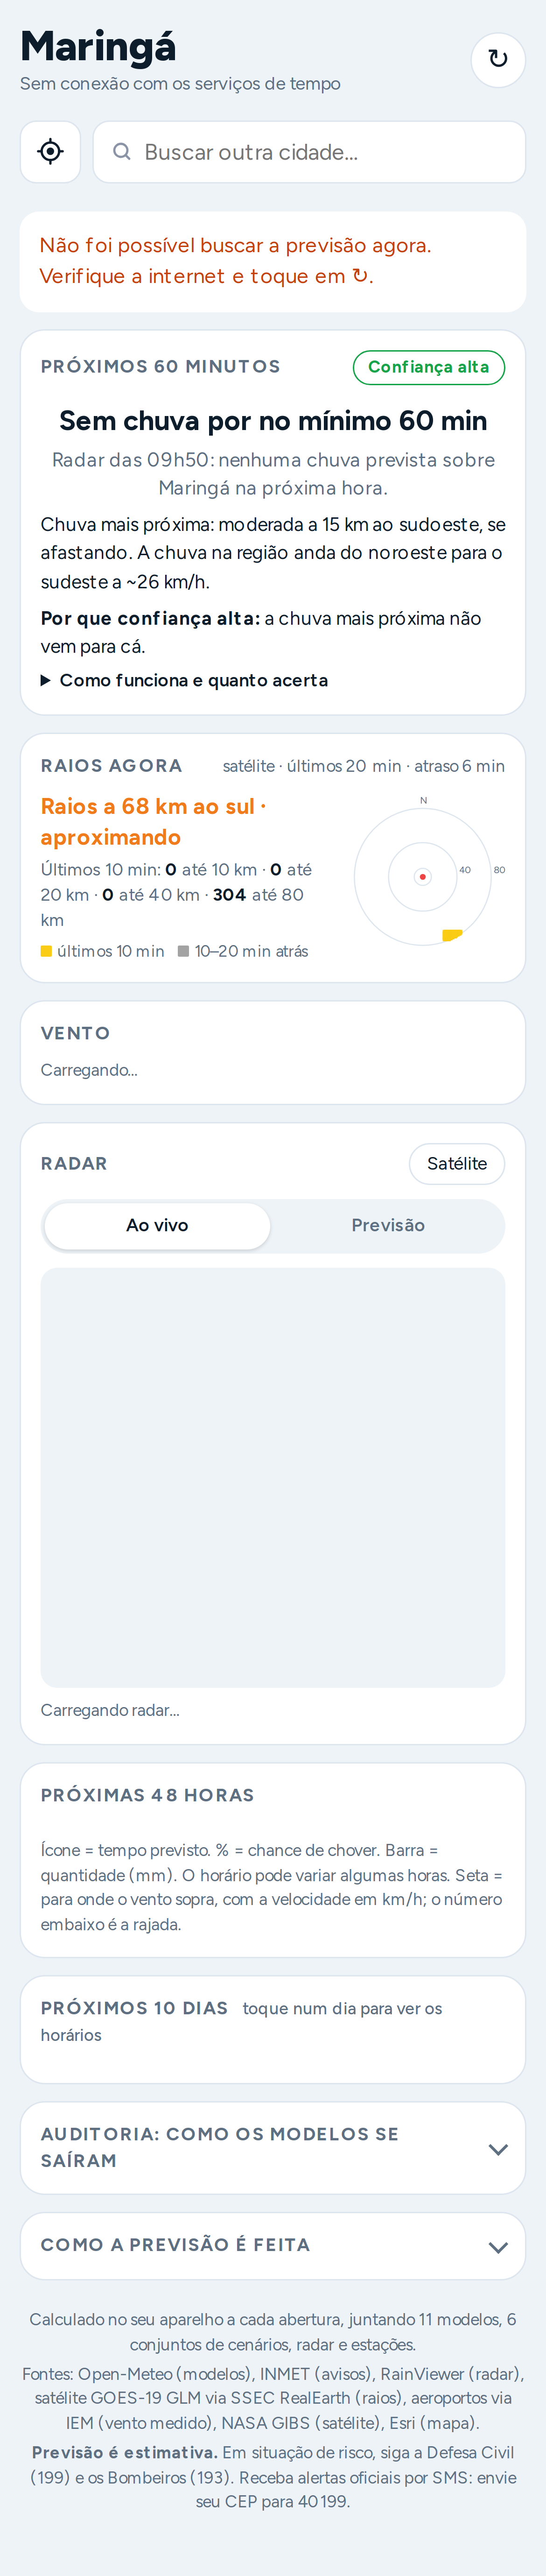 Maringá
Sem conexão com os serviços de tempo
↻
Buscar outra cidade...
Não foi possível buscar a previsão agora.
Verifique a internet e toque em ↻.
PRÓXIMOS 60 MINUTOS
Confiança alta
Sem chuva por no mínimo 60 min
Radar das 09h50: nenhuma chuva prevista sobre
Maringá na próxima hora.
Chuva mais próxima: moderada a 15 km ao sudoeste, se
afastando. A chuva na região anda do noroeste para o
sudeste a ~26 km/h.
Por que confiança alta: a chuva mais próxima não
vem para cá.
▶ Como funciona e quanto acerta
RAIOS AGORA
satélite · últimos 20 min · atraso 6 min
Raios a 68 km ao sul ·
aproximando
Últimos 10 min: 0 até 10 km · 0 até
20 km · 0 até 40 km · 304 até 80
km
últimos 10 min 10–20 min atrás
N
40
80
VENTO
Carregando...
RADAR
Satélite
Ao vivo
Previsão
Carregando radar...
PRÓXIMAS 48 HORAS
Ícone = tempo previsto. % = chance de chover. Barra =
quantidade (mm). O horário pode variar algumas horas. Seta =
para onde o vento sopra, com a velocidade em km/h; o número
embaixo é a rajada.
PRÓXIMOS 10 DIAS toque num dia para ver os
horários
AUDITORIA: COMO OS MODELOS SE
SAÍRAM
COMO A PREVISÃO É FEITA
Calculado no seu aparelho a cada abertura, juntando 11 modelos, 6
conjuntos de cenários, radar e estações.
Fontes: Open-Meteo (modelos), INMET (avisos), RainViewer (radar),
satélite GOES-19 GLM via SSEC RealEarth (raios), aeroportos via
IEM (vento medido), NASA GIBS (satélite), Esri (mapa).
Previsão é estimativa. Em situação de risco, siga a Defesa Civil
(199) e os Bombeiros (193). Receba alertas oficiais por SMS: envie
seu CEP para 40199.